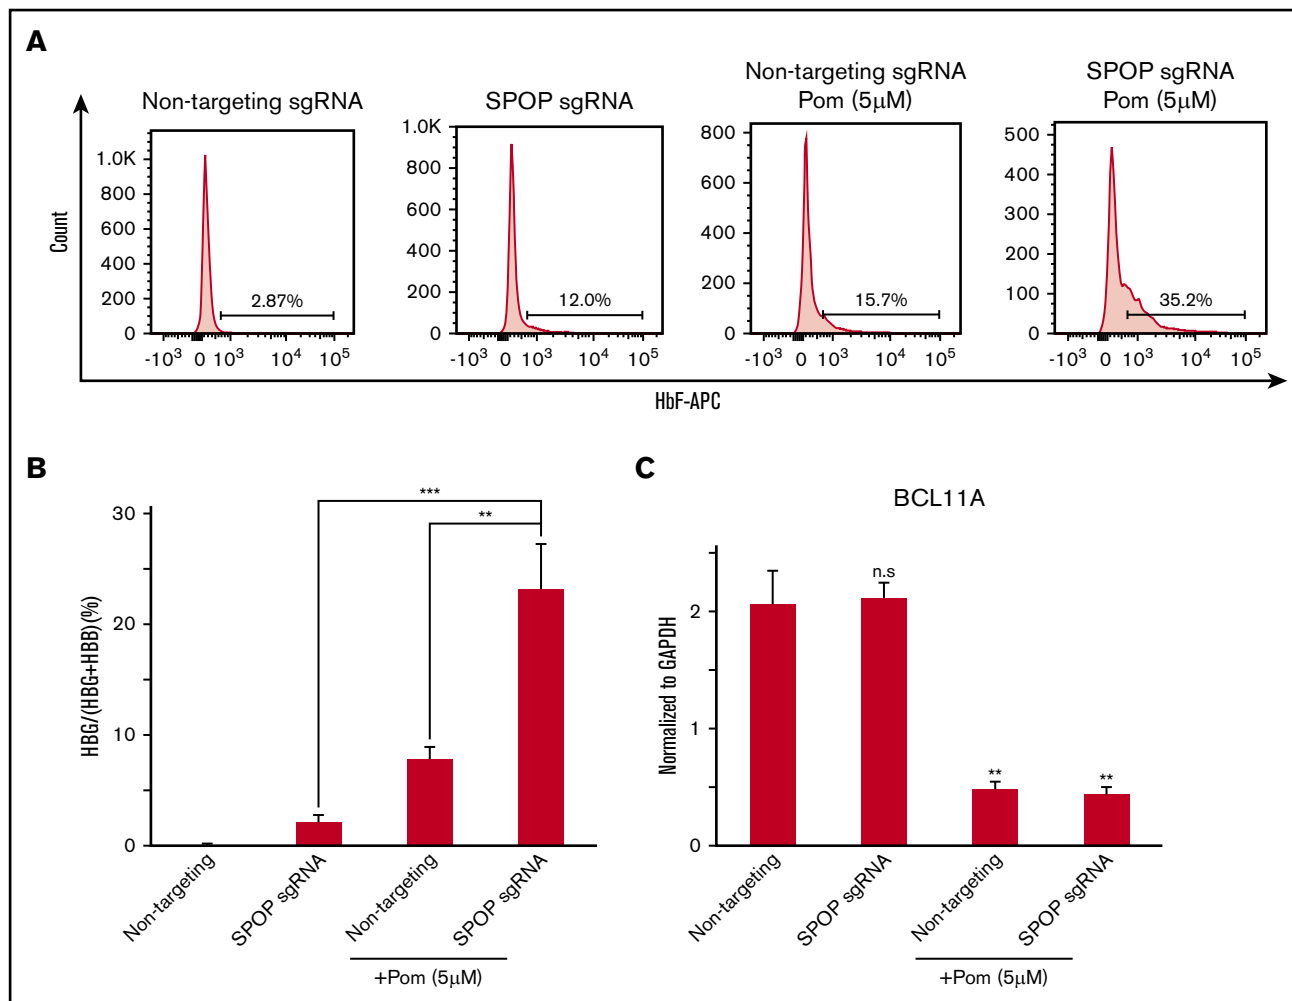 A
Non-targeting sgRNA
SPOP sgRNA
Non-targeting sgRNA
Pom (5μM)
SPOP sgRNA
Pom (5μM)
Count
1.0K
800
600
400
200
0
2.87%
-10³ 0 10³ 10⁴ 10⁵
1.0K
800
600
400
200
0
12.0%
-10³ 0 10³ 10⁴ 10⁵
800
600
400
200
0
15.7%
-10³ 0 10³ 10⁴ 10⁵
500
400
300
200
100
0
35.2%
-10³ 0 10³ 10⁴ 10⁵
HbF-APC
B
HBG/(HBG+HBB)(%)
30
20
10
0
***
**
Non-targeting
SPOP sgRNA
Non-targeting
SPOP sgRNA
+Pom (5μM)
C
BCL11A
Normalized to GAPDH
2
1
0
n.s
**
**
Non-targeting
SPOP sgRNA
Non-targeting
SPOP sgRNA
+Pom (5μM)